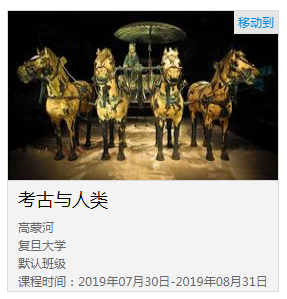 移动到
考古与人类
高蒙河
复旦大学
默认班级
课程时间：2019年07月30日-2019年08月31日